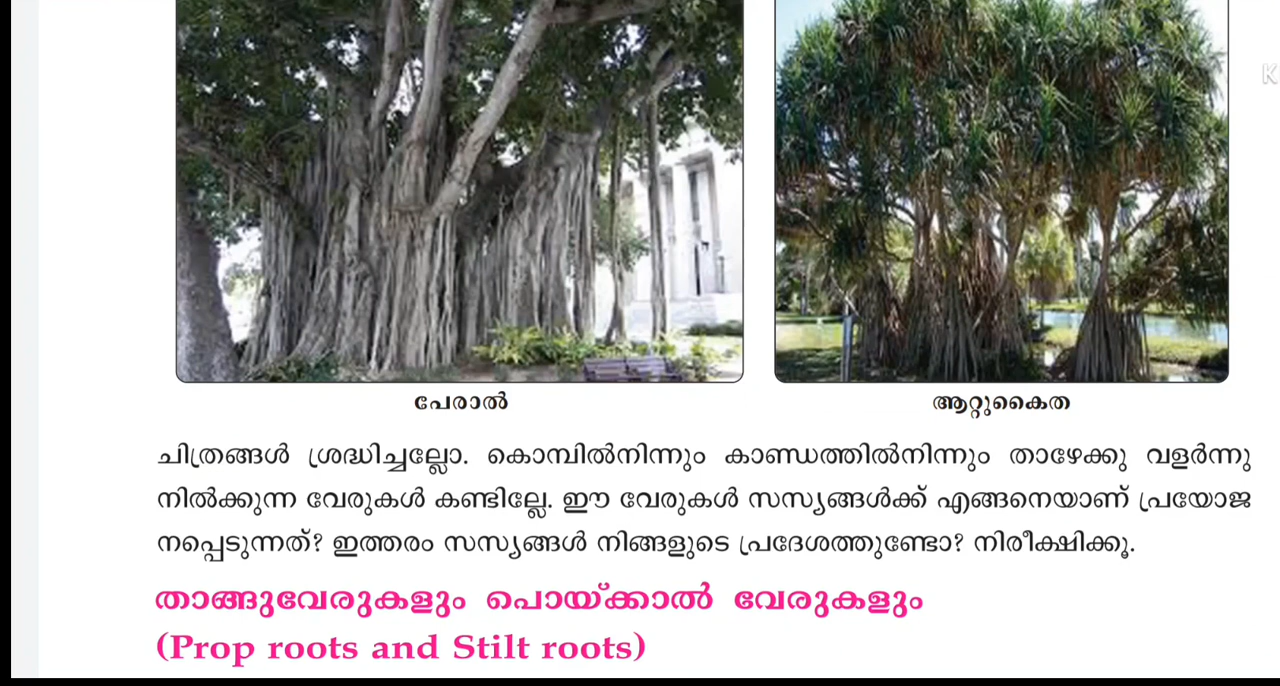 പേരാൽ
ആറ്റുകൈത
ചിത്രങ്ങൾ ശ്രദ്ധിച്ചല്ലോ. കൊമ്പിൽനിന്നും കാണ്ഡത്തിൽനിന്നും താഴേക്കു വളർന്നു
നിൽക്കുന്ന വേരുകൾ കണ്ടില്ലേ. ഈ വേരുകൾ സസ്യങ്ങൾക്ക് എങ്ങനെയാണ് പ്രയോജ
നപ്പെടുന്നത്? ഇത്തരം സസ്യങ്ങൾ നിങ്ങളുടെ പ്രദേശത്തുണ്ടോ? നിരീക്ഷിക്കൂ.
താങ്ങുവേരുകളും പൊയ്ക്കാൽ വേരുകളും
(Prop roots and Stilt roots)